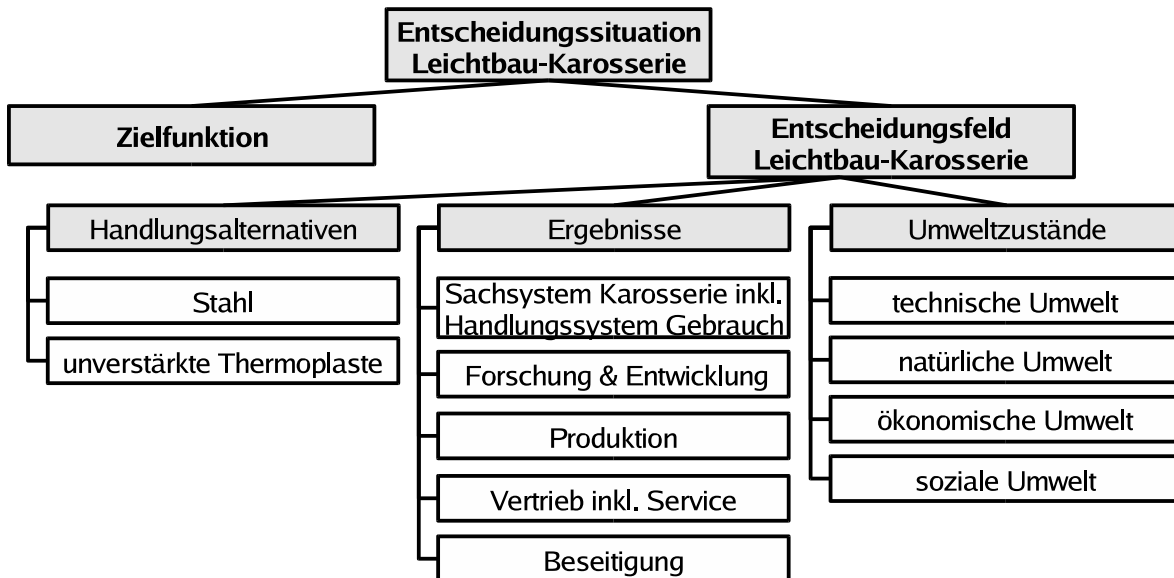 Entscheidungssituation
Leichtbau-Karosserie
Zielfunktion
Entscheidungsfeld
Leichtbau-Karosserie
Handlungsalternativen
Stahl
unverstärkte Thermoplaste
Ergebnisse
Sachsystem Karosserie inkl.
Handlungssystem Gebrauch
Forschung & Entwicklung
Produktion
Vertrieb inkl. Service
Beseitigung
Umweltzustände
technische Umwelt
natürliche Umwelt
ökonomische Umwelt
soziale Umwelt